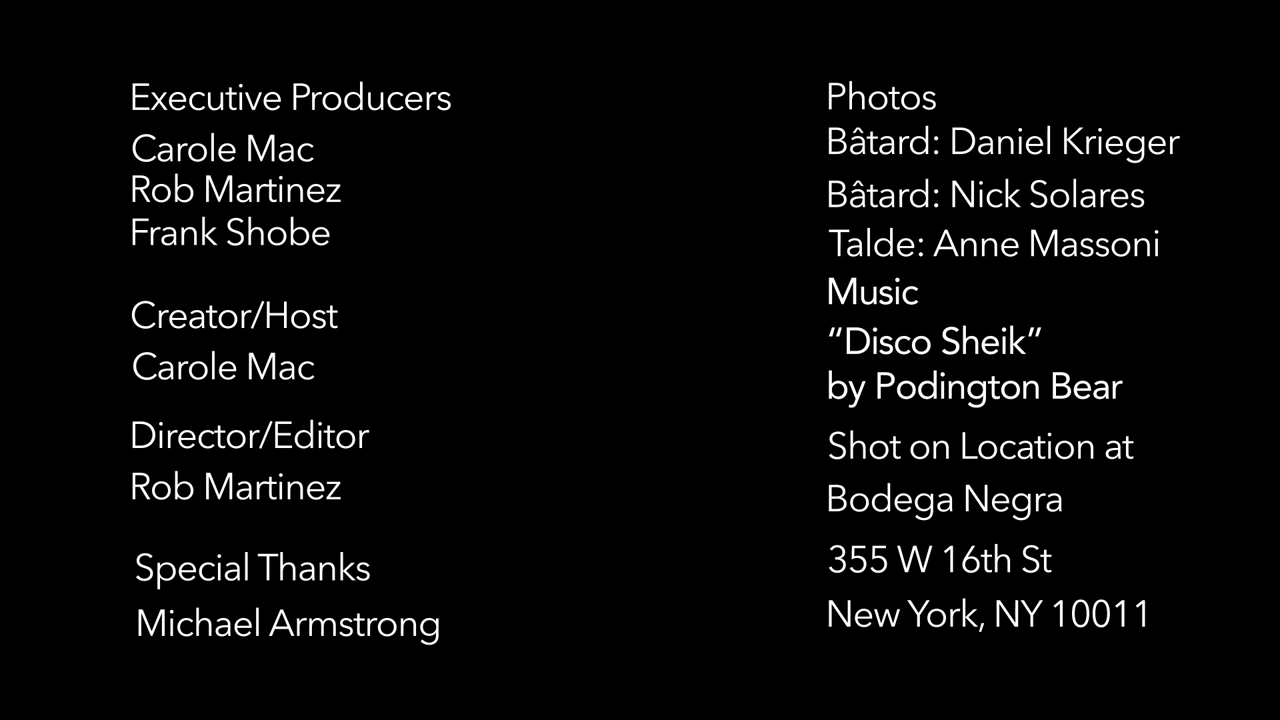 Executive Producers
Carole Mac
Rob Martinez
Frank Shobe
Creator/Host
Carole Mac
Director/Editor
Rob Martinez
Special Thanks
Michael Armstrong
Photos
Bâtard: Daniel Krieger
Bâtard: Nick Solares
Talde: Anne Massoni
Music
“Disco Sheik”
by Podington Bear
Shot on Location at
Bodega Negra
355 W 16th St
New York, NY 10011